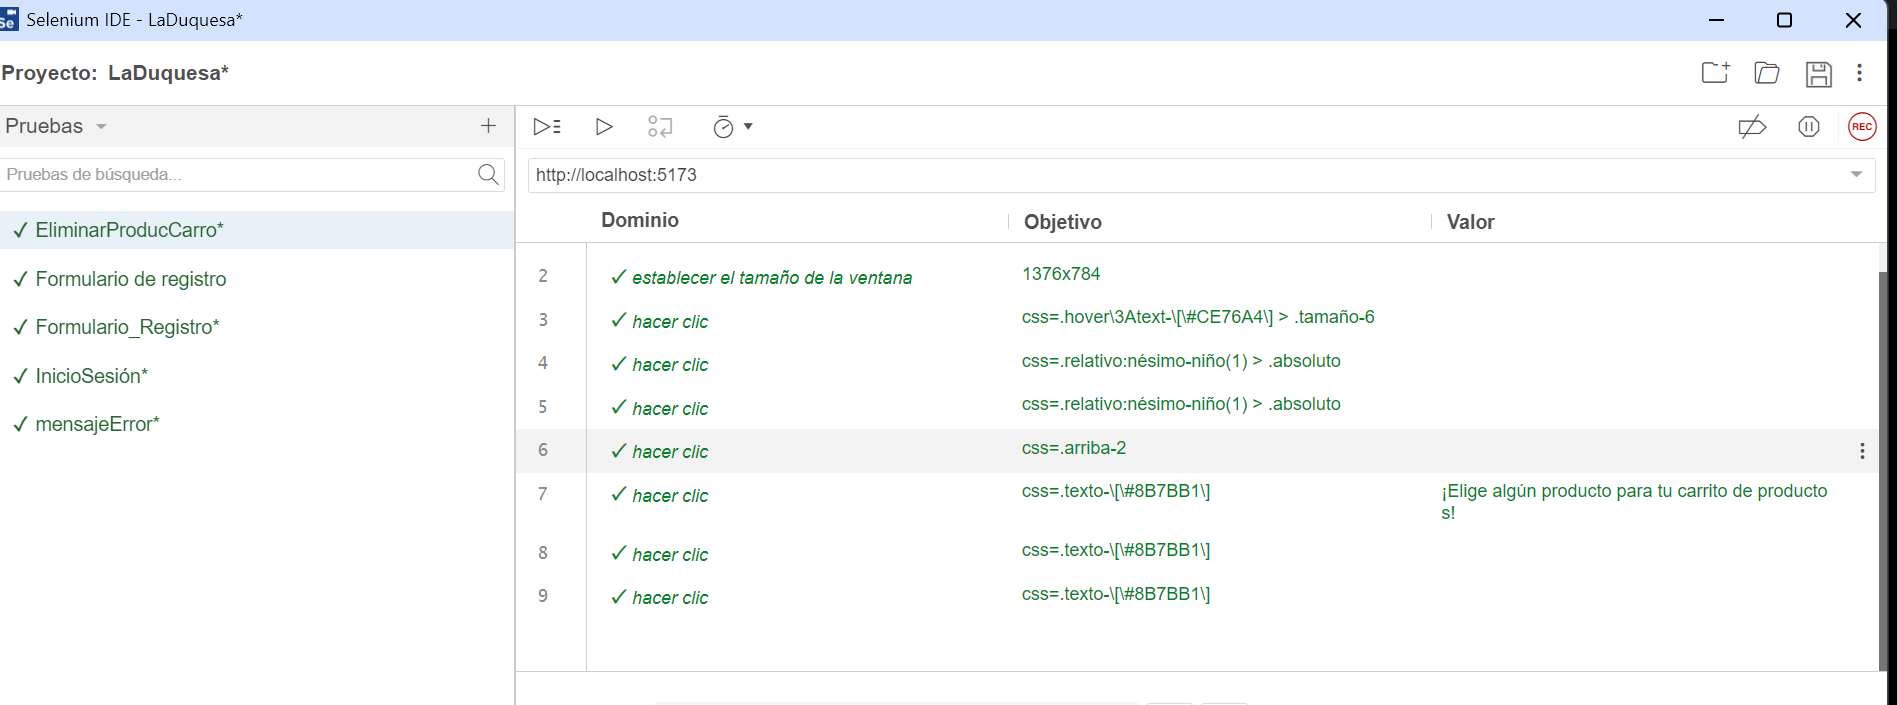 Se
Selenium IDE - LaDuquesa*
Proyecto: LaDuquesa*
Pruebas
REC
Pruebas de búsqueda...
http://localhost:5173
Dominio Objetivo Valor
✓ EliminarProducCarro*
✓ Formulario de registro
✓ Formulario_Registro*
✓ InicioSesión*
✓ mensajeError*
2 ✓ establecer el tamaño de la ventana 1376x784
3 ✓ hacer clic css=.hover\3Atext-\[\#CE76A4\] > .tamaño-6
4 ✓ hacer clic css=.relativo:nésimo-niño(1) > .absoluto
5 ✓ hacer clic css=.relativo:nésimo-niño(1) > .absoluto
6 ✓ hacer clic css=.arriba-2
7 ✓ hacer clic css=.texto-\[\#8B7BB1\] ¡Elige algún producto para tu carrito de producto
s!
8 ✓ hacer clic css=.texto-\[\#8B7BB1\]
9 ✓ hacer clic css=.texto-\[\#8B7BB1\]